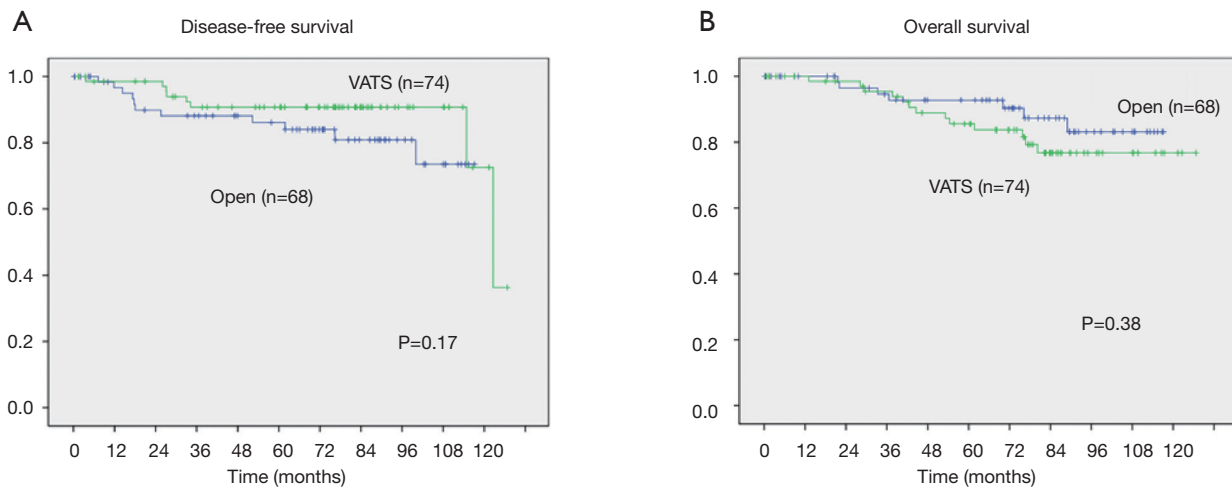 A
Disease-free survival
1.0
0.8
0.6
0.4
0.2
0.0
VATS (n=74)
Open (n=68)
P=0.17
0 12 24 36 48 60 72 84 96 108 120
Time (months)
B
Overall survival
1.0
0.8
0.6
0.4
0.2
0.0
Open (n=68)
VATS (n=74)
P=0.38
0 12 24 36 48 60 72 84 96 108 120
Time (months)